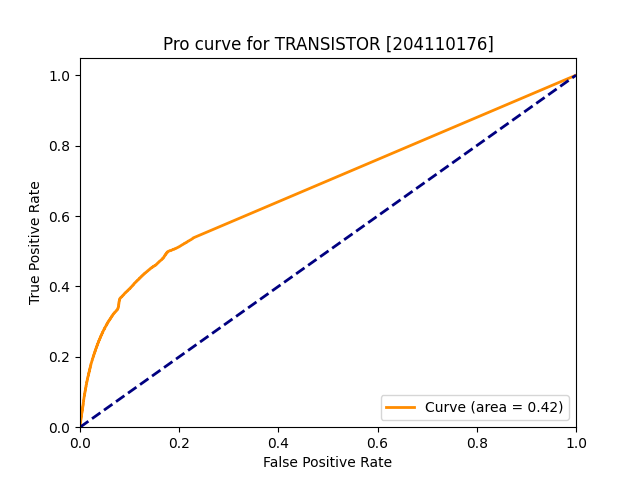 Pro curve for TRANSISTOR [204110176]
True Positive Rate
1.0
0.8
0.6
0.4
0.2
0.0
Curve (area = 0.42)
0.0 0.2 0.4 0.6 0.8 1.0
False Positive Rate